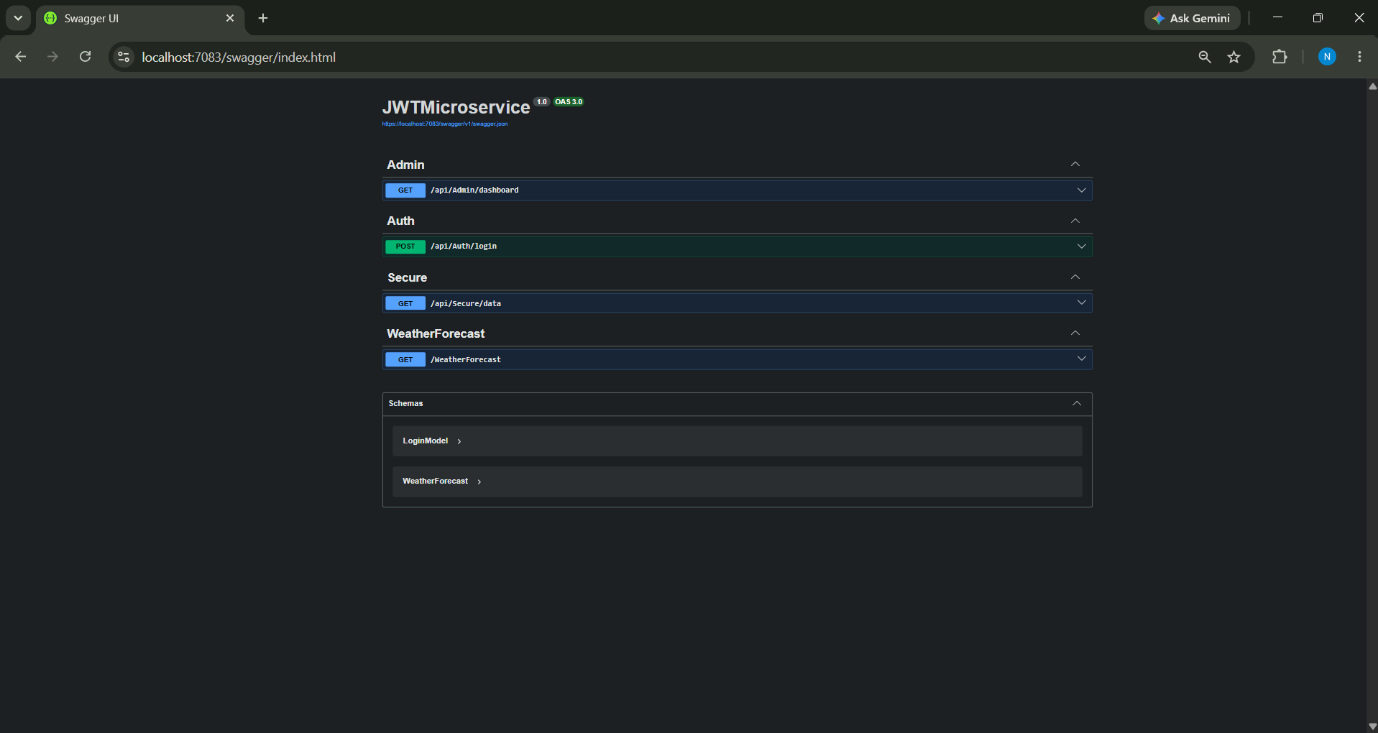 Swagger UI
Ask Gemini
localhost:7083/swagger/index.html
N
JWTMicroservice 1.0 OAS 3.0
https://localhost:7083/swagger/v1/swagger.json
Admin
GET /api/Admin/dashboard
Auth
POST /api/Auth/login
Secure
GET /api/Secure/data
WeatherForecast
GET /WeatherForecast
Schemas
LoginModel
WeatherForecast